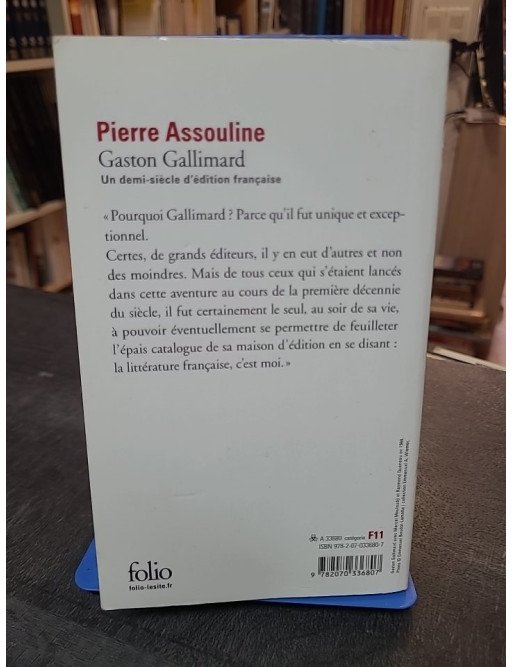 Pierre Assouline
Gaston Gallimard
Un demi-siècle d'édition française
« Pourquoi Gallimard ? Parce qu'il fut unique et excep-
tionnel.
Certes, de grands éditeurs, il y en eut d'autres et non
des moindres. Mais de tous ceux qui s'étaient lancés
dans cette aventure au cours de la première décennie
du siècle, il fut certainement le seul, au soir de sa vie,
à pouvoir éventuellement se permettre de feuilleter
l'épais catalogue de sa maison d'édition en se disant :
la littérature française, c'est moi. »
A 33680 catégorie F11
ISBN 978-2-07-033680-7
9 782070 336807
folio
folio-lesite.fr